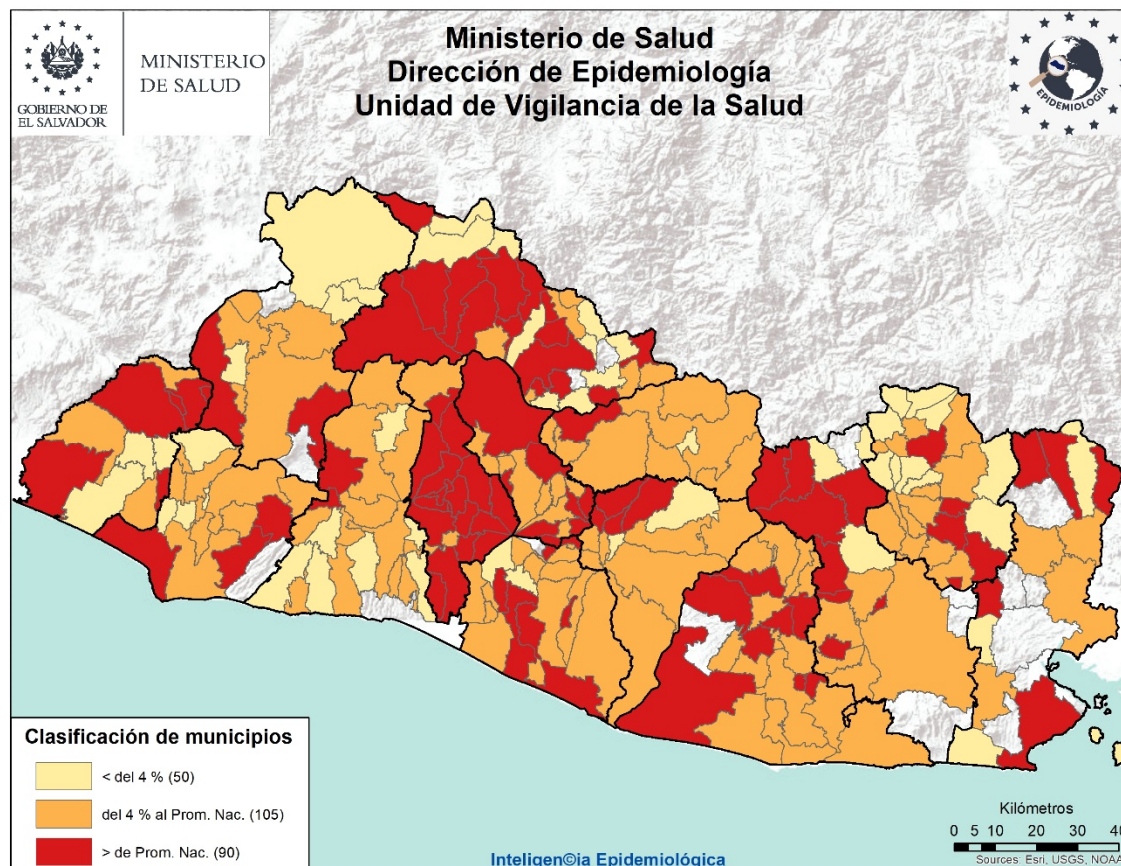 GOBIERNO DE
EL SALVADOR
MINISTERIO
DE SALUD
Ministerio de Salud
Dirección de Epidemiología
Unidad de Vigilancia de la Salud
EPIDEMIOLOGÍA
Clasificación de municipios
< del 4 % (50)
del 4 % al Prom. Nac. (105)
> de Prom. Nac. (90)
Inteligen©ia Epidemiológica
Kilómetros
0 5 10 20 30 40
Sources: Esri, USGS, NOAA